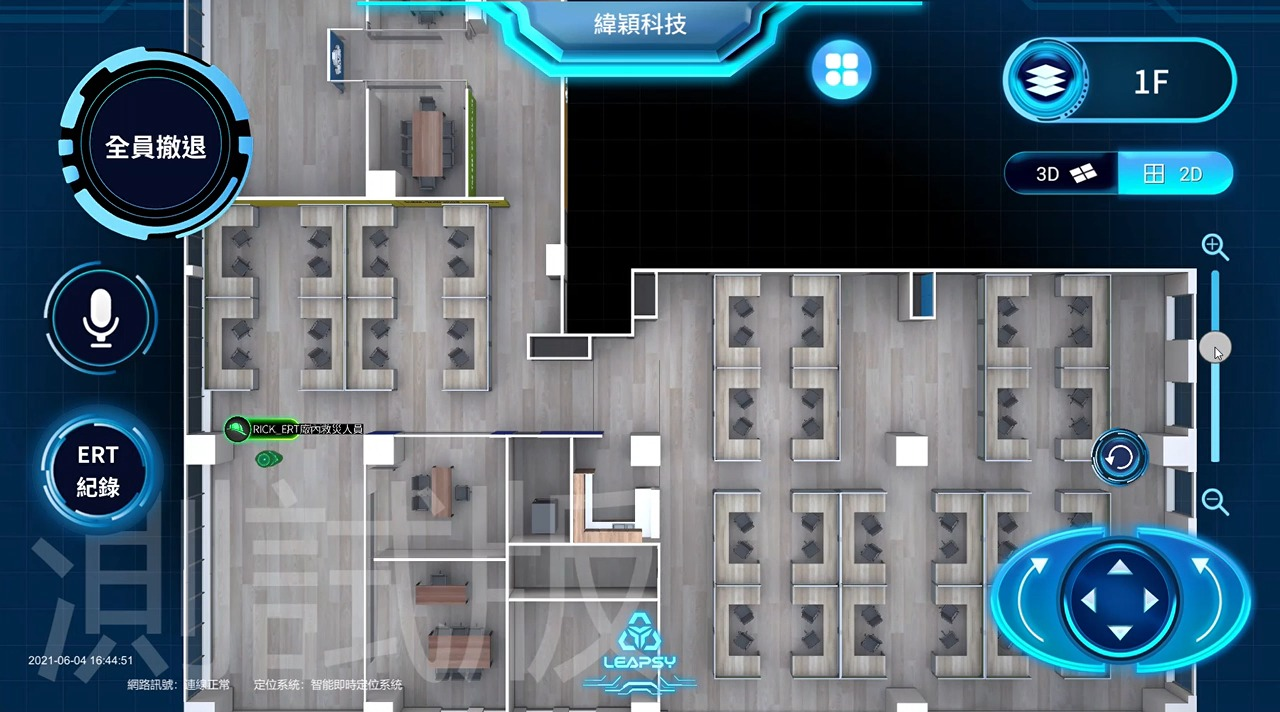 緯穎科技
全員撤退
1F
3D
2D
RICK_ERT廠內救災人員
ERT
紀錄
測試版
LEAPSY
2021-06-04 16:44:51
網路訊號：連線正常
定位系統：智能即時定位系統